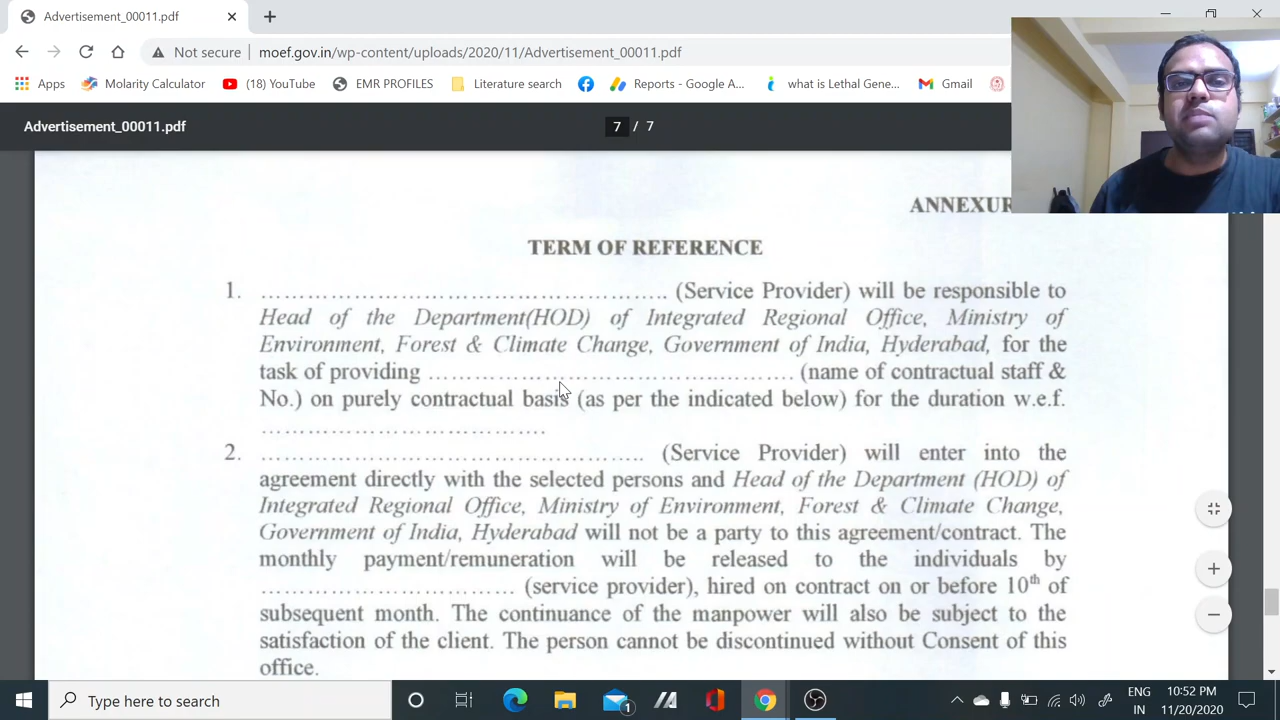 Advertisement_00011.pdf
Not secure
moef.gov.in/wp-content/uploads/2020/11/Advertisement_00011.pdf
Apps
Molarity Calculator
(18) YouTube
EMR PROFILES
Literature search
Reports - Google A...
what is Lethal Gene...
Gmail
Advertisement_00011.pdf
7 / 7
ANNEXUR
TERM OF REFERENCE
1. ………………………………………….. (Service Provider) will be responsible to
Head of the Department(HOD) of Integrated Regional Office, Ministry of
Environment, Forest & Climate Change, Government of India, Hyderabad, for the
task of providing …………………………………… (name of contractual staff &
No.) on purely contractual basis (as per the indicated below) for the duration w.e.f.
……………………………….
2. ……………………………………….. (Service Provider) will enter into the
agreement directly with the selected persons and Head of the Department (HOD) of
Integrated Regional Office, Ministry of Environment, Forest & Climate Change,
Government of India, Hyderabad will not be a party to this agreement/contract. The
monthly payment/remuneration will be released to the individuals by
…………………………… (service provider), hired on contract on or before 10th of
subsequent month. The continuance of the manpower will also be subject to the
satisfaction of the client. The person cannot be discontinued without Consent of this
office.
Type here to search
1
ENG
IN
10:52 PM
11/20/2020